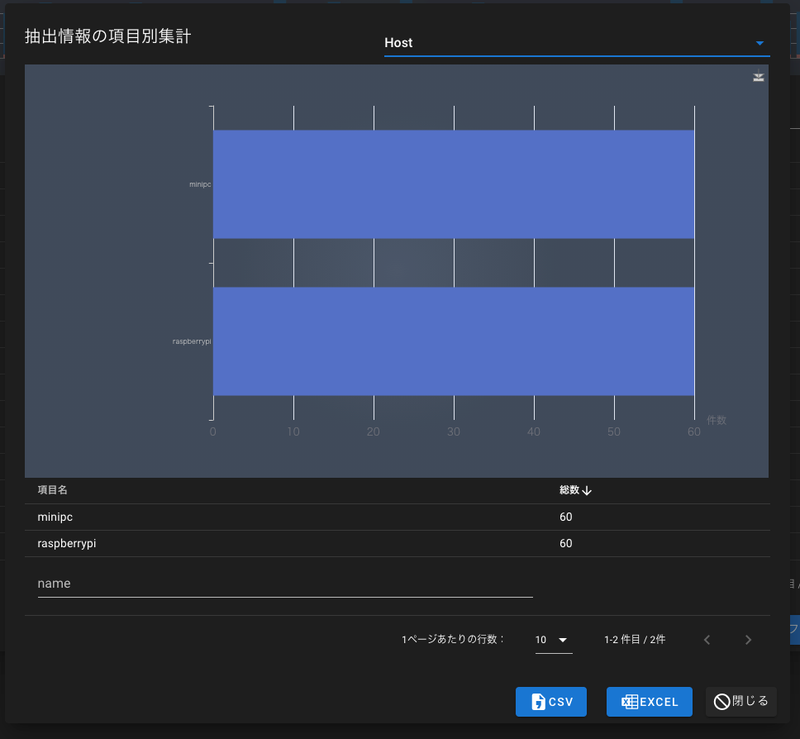 抽出情報の項目別集計
Host
minipc
raspberrypi
件数
0 10 20 30 40 50 60
項目名 総数
minipc 60
raspberrypi 60
name
1ページあたりの行数： 10 1-2 件目 / 2件
CSV EXCEL 閉じる